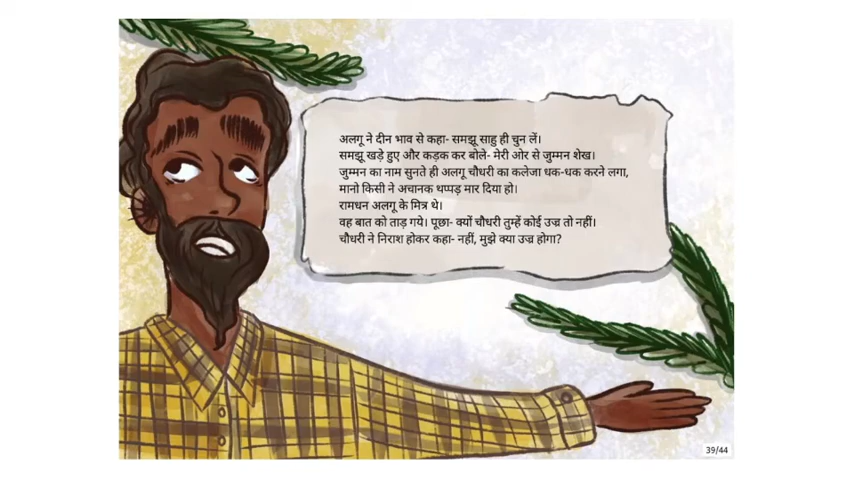 अलगू ने दीन भाव से कहा- समझू साहु ही चुन लें।
समझू खड़े हुए और कड़क कर बोले- मेरी ओर से जुम्मन शेख।
जुम्मन का नाम सुनते ही अलगू चौधरी का कलेजा धक-धक करने लगा,
मानो किसी ने अचानक थप्पड़ मार दिया हो।
रामधन अलगू के मित्र थे।
वह बात को ताड़ गये। पूछा- क्यों चौधरी तुम्हें कोई उज्र तो नहीं।
चौधरी ने निराश होकर कहा- नहीं, मुझे क्या उज्र होगा?
39/44